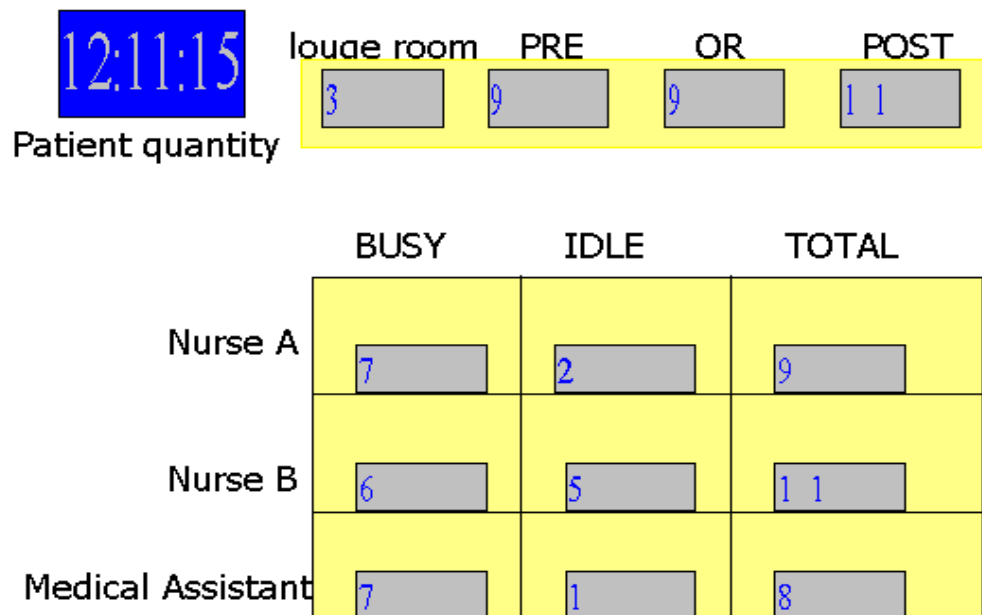 12:11:15
louge room PRE OR POST
3 9 9 1 1
Patient quantity
BUSY IDLE TOTAL
Nurse A 7 2 9
Nurse B 6 5 1 1
Medical Assistant 7 1 8